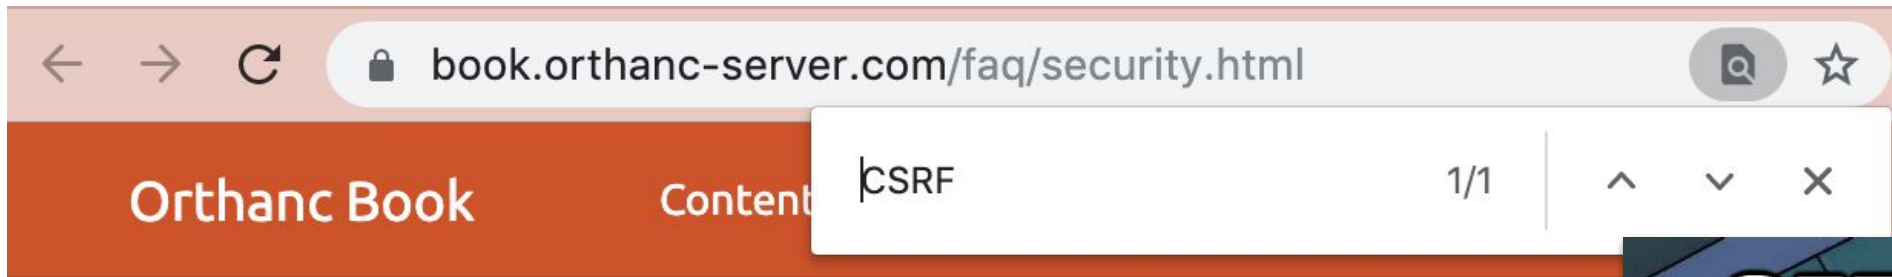 book.orthanc-server.com/faq/security.html
CSRF 1/1
Orthanc Book Content